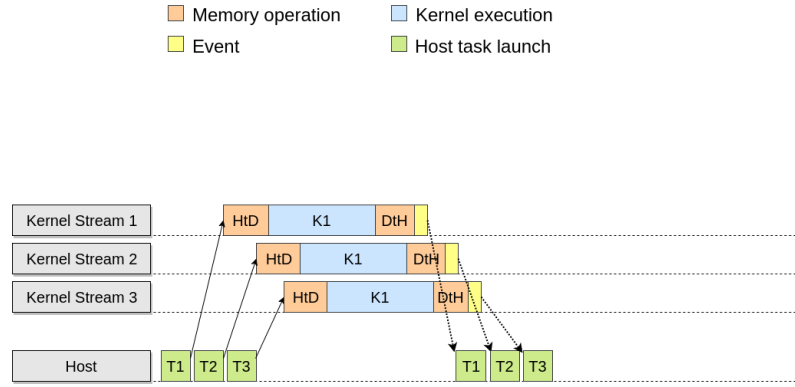 Memory operation
Kernel execution
Event
Host task launch
Kernel Stream 1
HtD
K1
DtH
Kernel Stream 2
HtD
K1
DtH
Kernel Stream 3
HtD
K1
DtH
Host
T1
T2
T3
T1
T2
T3